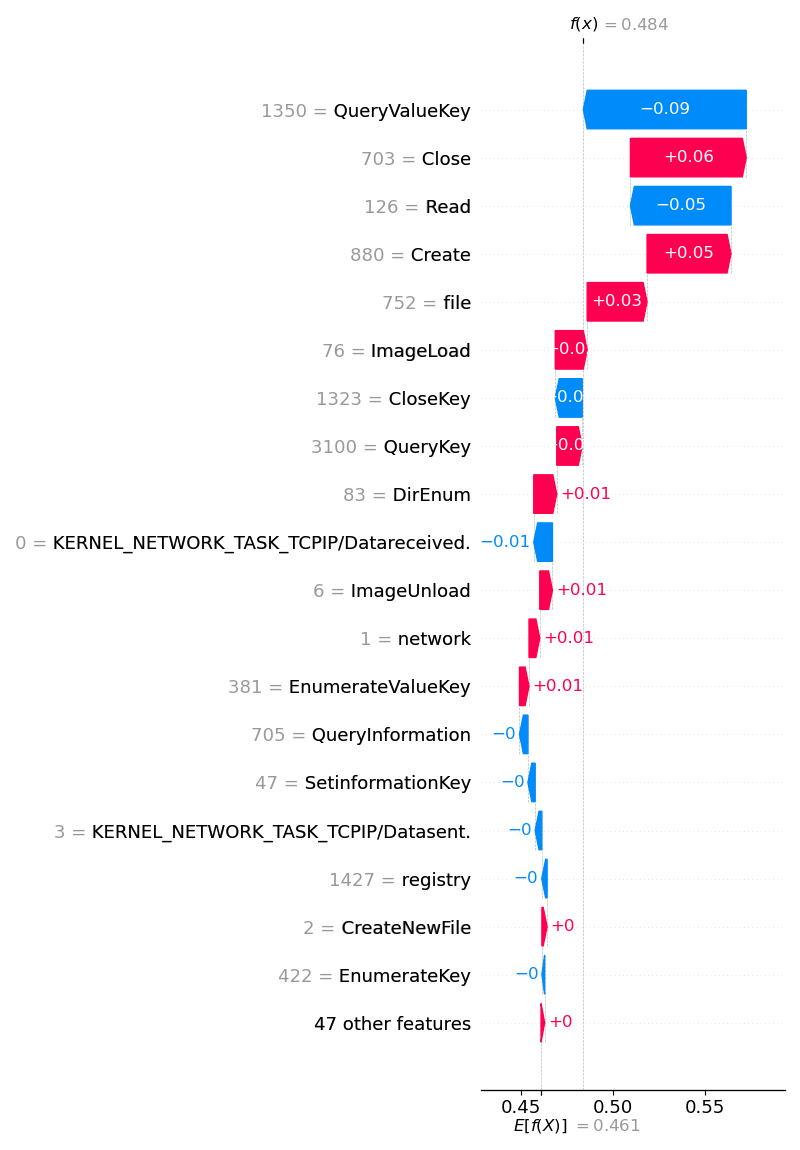 f(x) = 0.484
1350 = QueryValueKey −0.09
703 = Close +0.06
126 = Read −0.05
880 = Create +0.05
752 = file +0.03
76 = ImageLoad
1323 = CloseKey
3100 = QueryKey
83 = DirEnum +0.01
0 = KERNEL_NETWORK_TASK_TCPIP/Datareceived. −0.01
6 = ImageUnload +0.01
1 = network +0.01
381 = EnumerateValueKey +0.01
705 = QueryInformation −0
47 = SetinformationKey −0
3 = KERNEL_NETWORK_TASK_TCPIP/Datasent. −0
1427 = registry −0
2 = CreateNewFile +0
422 = EnumerateKey −0
47 other features +0
0.45 0.50 0.55
E[f(X)] = 0.461